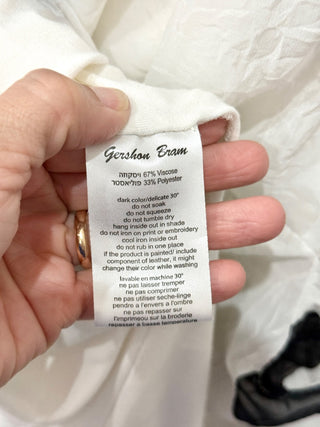 Gershon Bram
ויסקוזה 67% Viscose
פוליאסטר 33% Polyester
dark color/delicate 30°
do not soak
do not squeeze
do not tumble dry
hang inside out in shade
do not iron on print or embroidery
cool iron inside out
do not rub in one place
if the product is painted/ include
component of leather, it might
change their color while washing
lavable en machine 30°
ne pas laisser tremper
ne pas comprimer
ne pas utiliser seche-linge
pendre a l'envers a l'ombre
ne pas repasser sur
l'imprimeou sur la broderie
repasser a basse temperature